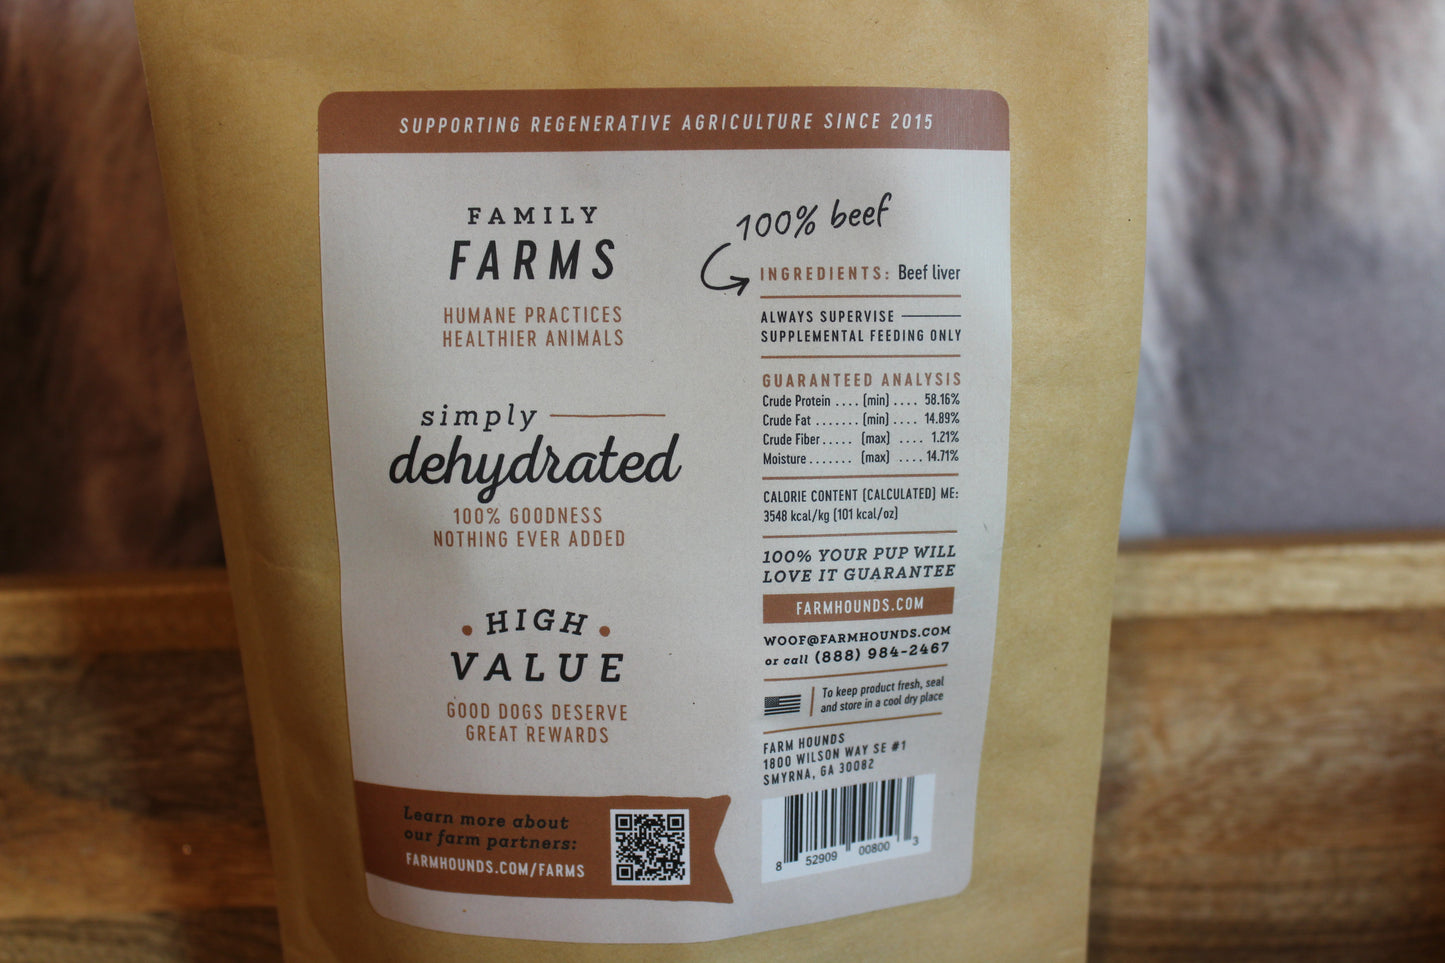 SUPPORTING REGENERATIVE AGRICULTURE SINCE 2015
FAMILY
FARMS
HUMANE PRACTICES
HEALTHIER ANIMALS
simply
dehydrated
100% GOODNESS
NOTHING EVER ADDED
HIGH
VALUE
GOOD DOGS DESERVE
GREAT REWARDS
Learn more about
our farm partners:
FARMHOUNDS.COM/FARMS
100% beef
INGREDIENTS: Beef liver
ALWAYS SUPERVISE
SUPPLEMENTAL FEEDING ONLY
GUARANTEED ANALYSIS
Crude Protein .... (min) .... 58.16%
Crude Fat ....... (min) .... 14.89%
Crude Fiber ..... (max) .... 1.21%
Moisture ....... (max) .... 14.71%
CALORIE CONTENT (CALCULATED) ME:
3548 kcal/kg (101 kcal/oz)
100% YOUR PUP WILL
LOVE IT GUARANTEE
FARMHOUNDS.COM
WOOF@FARMHOUNDS.COM
or call (888) 984-2467
To keep product fresh, seal
and store in a cool dry place
FARM HOUNDS
1800 WILSON WAY SE #1
SMYRNA, GA 30082
8 52909 00800 3